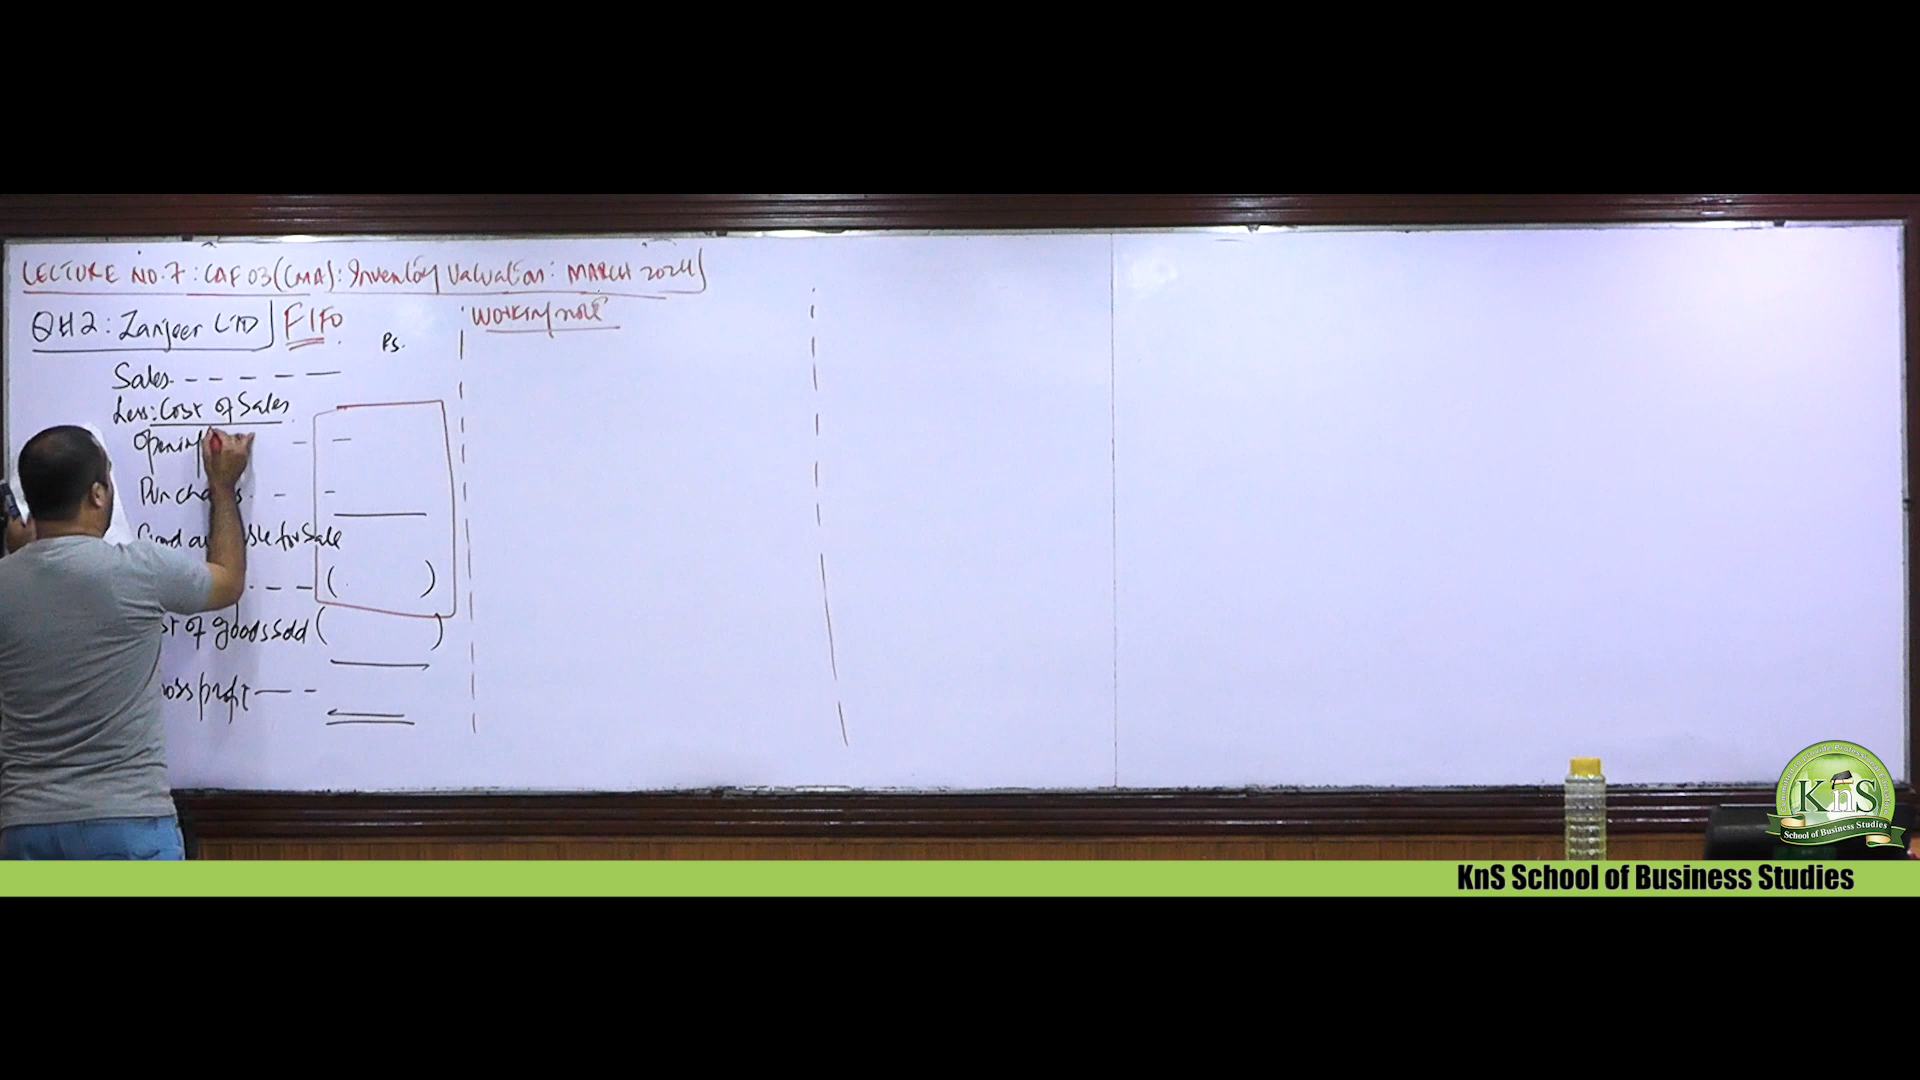 LECTURE NO.7: CAF 03 (CMA): Inventory Valuation: MARCH 2024
QH2: Zanjeer LTD FIFO
Working note
Rs.
Sales
Less: Cost of Sales
Opening
Purchases
for Sale
( )
of goods sold ( )
profit
KnS
School of Business Studies
KnS School of Business Studies